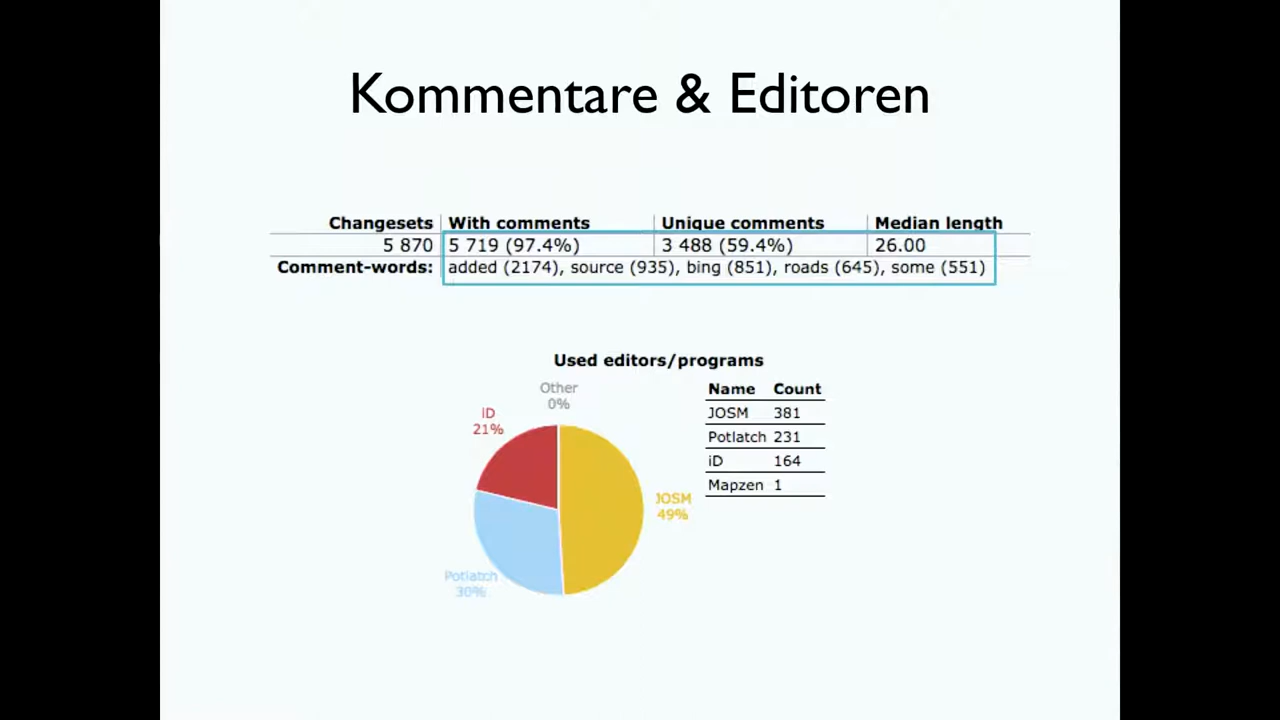 Kommentare & Editoren
Changesets With comments Unique comments Median length
5 870 5 719 (97.4%) 3 488 (59.4%) 26.00
Comment-words: added (2174), source (935), bing (851), roads (645), some (551)
Used editors/programs
Other
0%
iD
21%
JOSM
49%
Potlatch
30%
Name Count
JOSM 381
Potlatch 231
iD 164
Mapzen 1